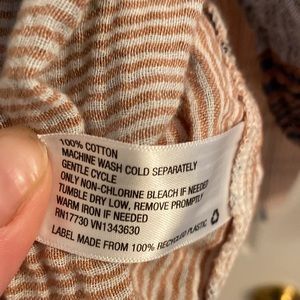 100% COTTON
MACHINE WASH COLD SEPARATELY
GENTLE CYCLE
ONLY NON-CHLORINE BLEACH IF NEEDED
TUMBLE DRY LOW, REMOVE PROMPTLY
WARM IRON IF NEEDED
RN17730 VN1343630
LABEL MADE FROM 100% RECYCLED PLASTIC